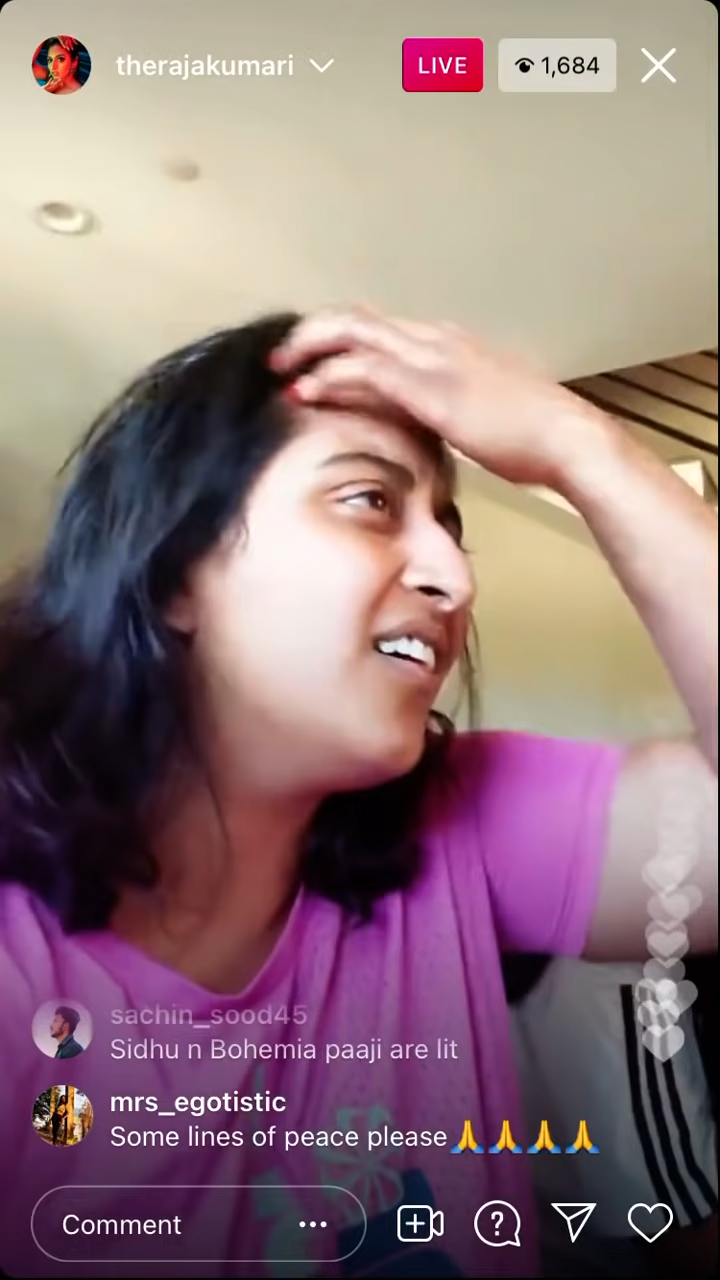 therajakumari
LIVE
1,684
sachin_sood45
Sidhu n Bohemia paaji are lit
mrs_egotistic
Some lines of peace please🙏🙏🙏🙏
Comment